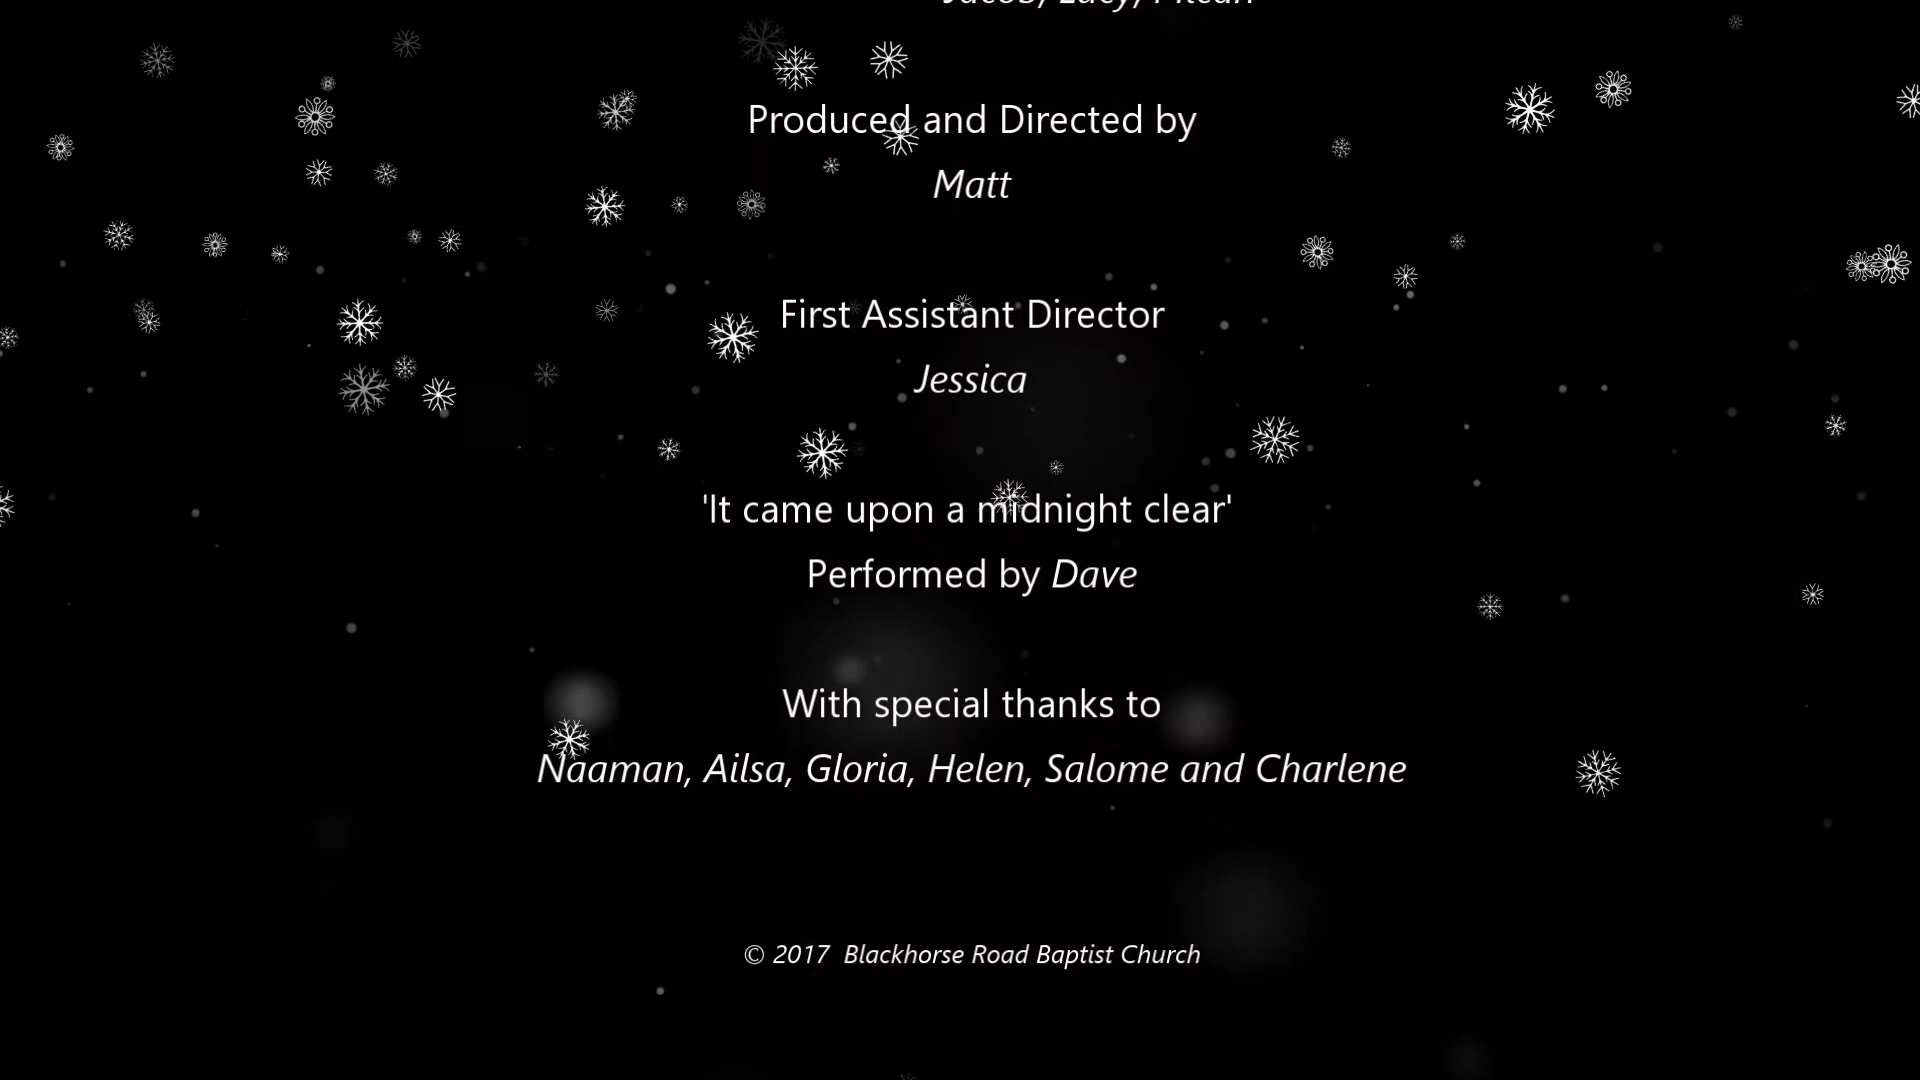 Jacob, Lucy,
Produced and Directed by
Matt
First Assistant Director
Jessica
'It came upon a midnight clear'
Performed by Dave
With special thanks to
Naaman, Ailsa, Gloria, Helen, Salome and Charlene
© 2017 Blackhorse Road Baptist Church